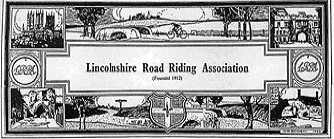 Lincolnshire Road Riding Association
(Founded 1912)